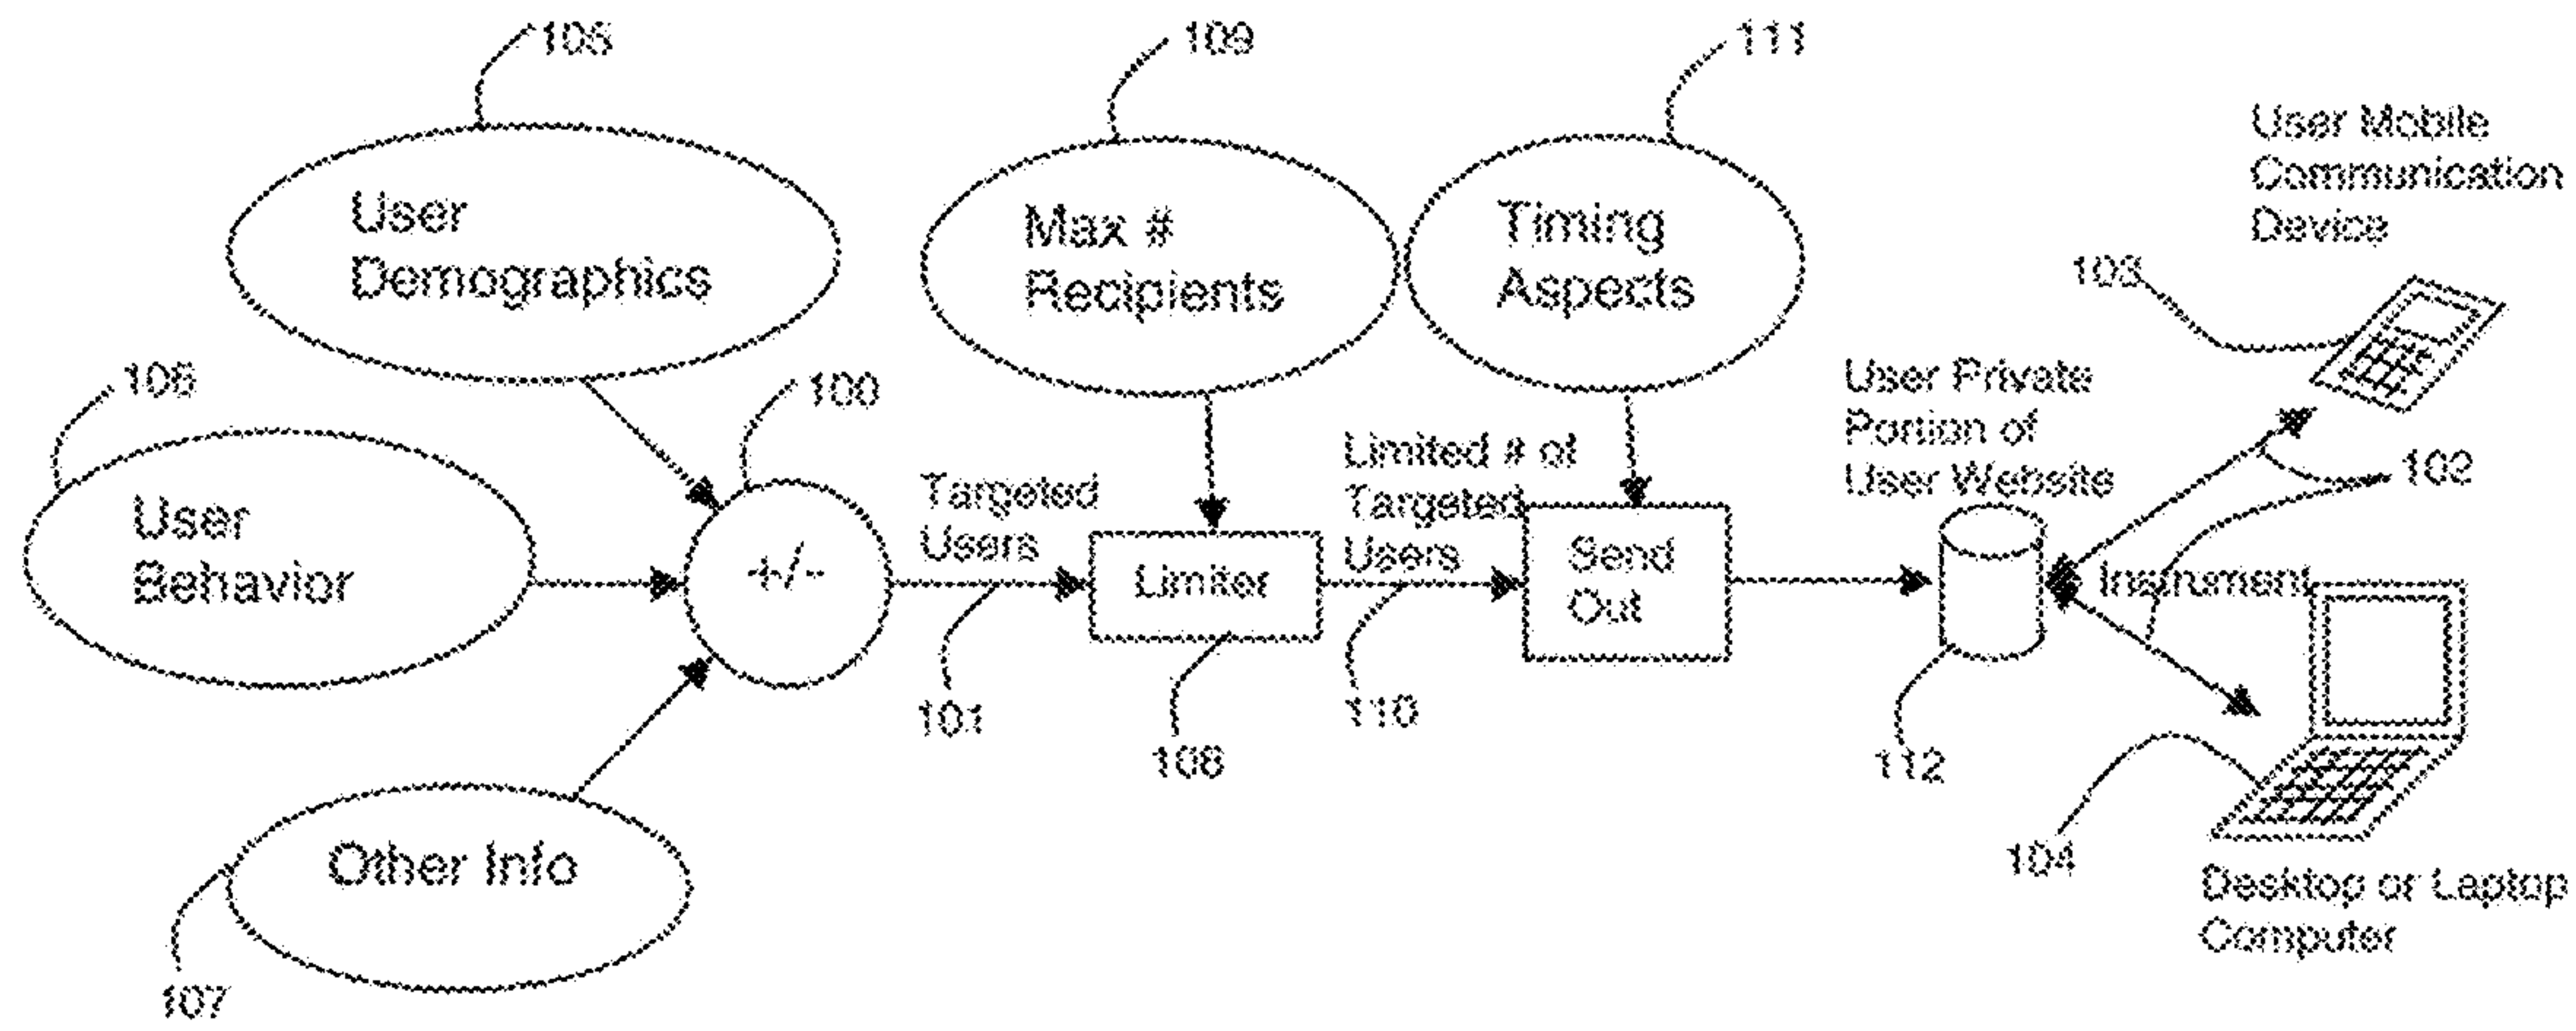 105
109
111
User Mobile
Communication
Device
User
Demographics
Max #
Recipients
Timing
Aspects
103
106
100
User Private
Portion of
User Website
Limited # of
Targeted
Users
102
Targeted
Users
User
Behavior
+/-
Limiter
Send
Out
Instrument
101
110
108
112
104
Other Info
Desktop or Laptop
Computer
107